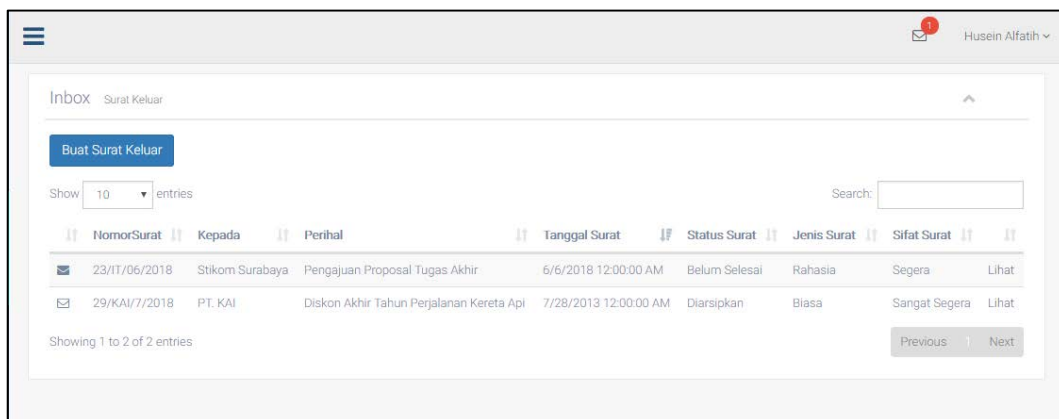 1
Husein Alfatih
Inbox Surat Keluar
Buat Surat Keluar
Show 10 entries Search:
NomorSurat Kepada Perihal Tanggal Surat Status Surat Jenis Surat Sifat Surat
23/IT/06/2018 Stikom Surabaya Pengajuan Proposal Tugas Akhir 6/6/2018 12:00:00 AM Belum Selesai Rahasia Segera Lihat
29/KAI/7/2018 PT. KAI Diskon Akhir Tahun Perjalanan Kereta Api 7/28/2013 12:00:00 AM Diarsipkan Biasa Sangat Segera Lihat
Showing 1 to 2 of 2 entries Previous 1 Next